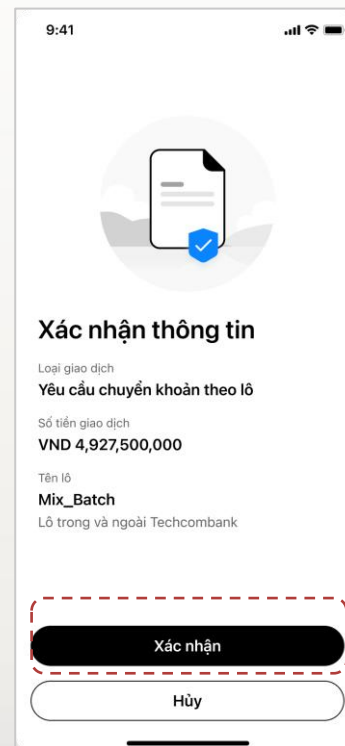 9:41
Xác nhận thông tin
Loại giao dịch
Yêu cầu chuyển khoản theo lô
Số tiền giao dịch
VND 4,927,500,000
Tên lô
Mix_Batch
Lô trong và ngoài Techcombank
Xác nhận
Hủy